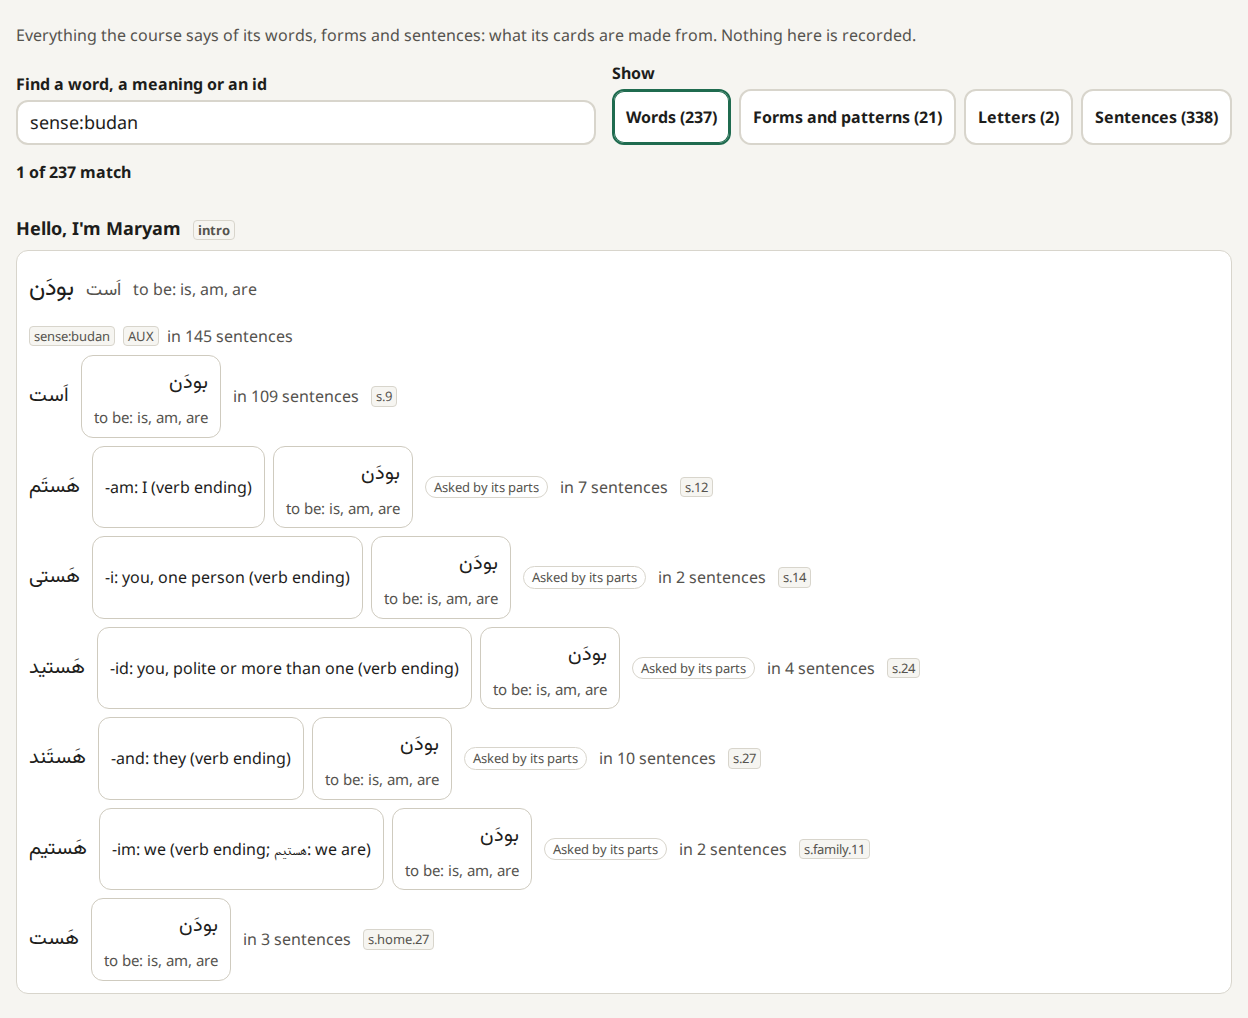 Everything the course says of its words, forms and sentences: what its cards are made from. Nothing here is recorded.
Find a word, a meaning or an id
sense:budan
Show
Words (237) Forms and patterns (21) Letters (2) Sentences (338)
1 of 237 match
Hello, I'm Maryam intro
بودَن اَست to be: is, am, are
sense:budan AUX in 145 sentences
اَست بودَن to be: is, am, are in 109 sentences s.9
هَستَم -am: I (verb ending) بودَن to be: is, am, are Asked by its parts in 7 sentences s.12
هَستی -i: you, one person (verb ending) بودَن to be: is, am, are Asked by its parts in 2 sentences s.14
هَستید -id: you, polite or more than one (verb ending) بودَن to be: is, am, are Asked by its parts in 4 sentences s.24
هَستَند -and: they (verb ending) بودَن to be: is, am, are Asked by its parts in 10 sentences s.27
هَستیم -im: we (verb ending; هستیم: we are) بودَن to be: is, am, are Asked by its parts in 2 sentences s.family.11
هَست بودَن to be: is, am, are in 3 sentences s.home.27